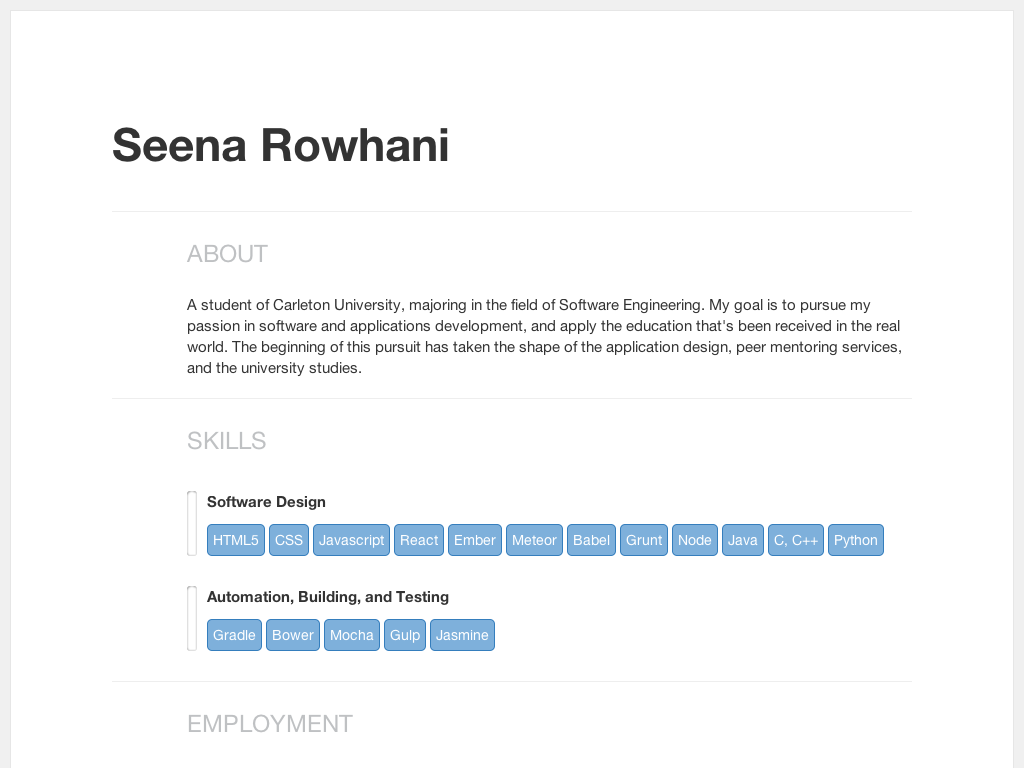 Seena Rowhani
ABOUT
A student of Carleton University, majoring in the field of Software Engineering. My goal is to pursue my
passion in software and applications development, and apply the education that's been received in the real
world. The beginning of this pursuit has taken the shape of the application design, peer mentoring services,
and the university studies.
SKILLS
Software Design
HTML5 CSS Javascript React Ember Meteor Babel Grunt Node Java C, C++ Python
Automation, Building, and Testing
Gradle Bower Mocha Gulp Jasmine
EMPLOYMENT